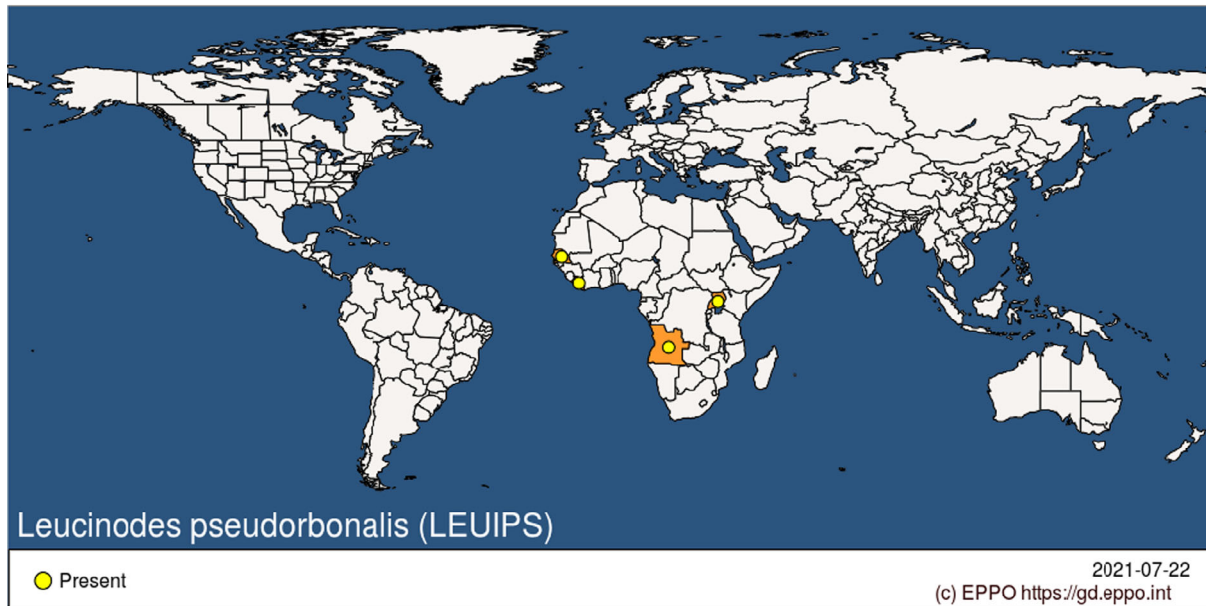 Leucinodes pseudorbonalis (LEUIPS)
Present
2021-07-22
(c) EPPO https://gd.eppo.int